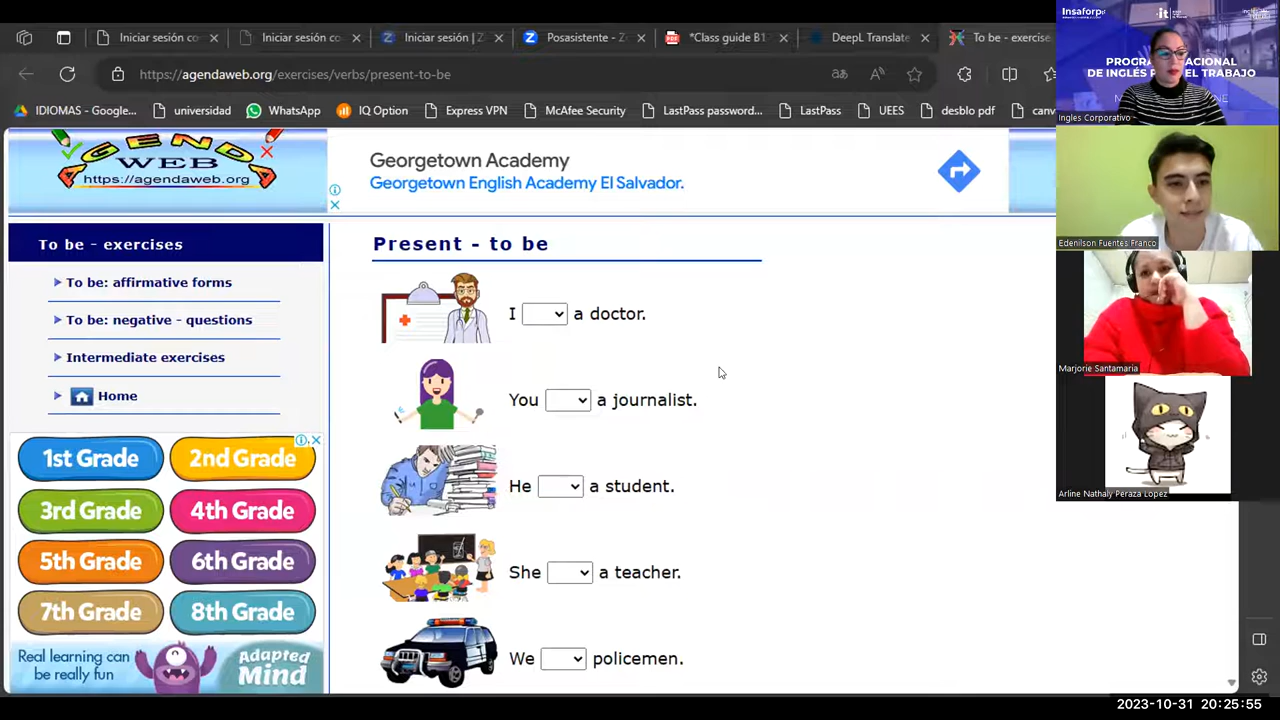 Iniciar sesión co
Iniciar sesión co
Iniciar se
Asistente - Z
*Class guide B1
DeepL Translate
To be - exercise
https://agendaweb.org/exercises/verbs/present-to-be
IDIOMAS - Google...
universidad
WhatsApp
IQ Option
Express VPN
McAfee Security
LastPass password...
LastPass
UEES
desblo pdf
AGENDA
WEB
https://agendaweb.org
Georgetown Academy
Georgetown English Academy El Salvador.
To be - exercises
To be: affirmative forms
To be: negative - questions
Intermediate exercises
Home
1st Grade
2nd Grade
3rd Grade
4th Grade
5th Grade
6th Grade
7th Grade
8th Grade
Real learning can
be really fun
Adapted
Mind
Present - to be
I a doctor.
You a journalist.
He a student.
She a teacher.
We policemen.
Insaforp
Ingles Corporativo
Edenilson Fuentes Franco
Marjorie Santamaria
Arline Nathaly Peraza Lopez
2023-10-31 20:25:55